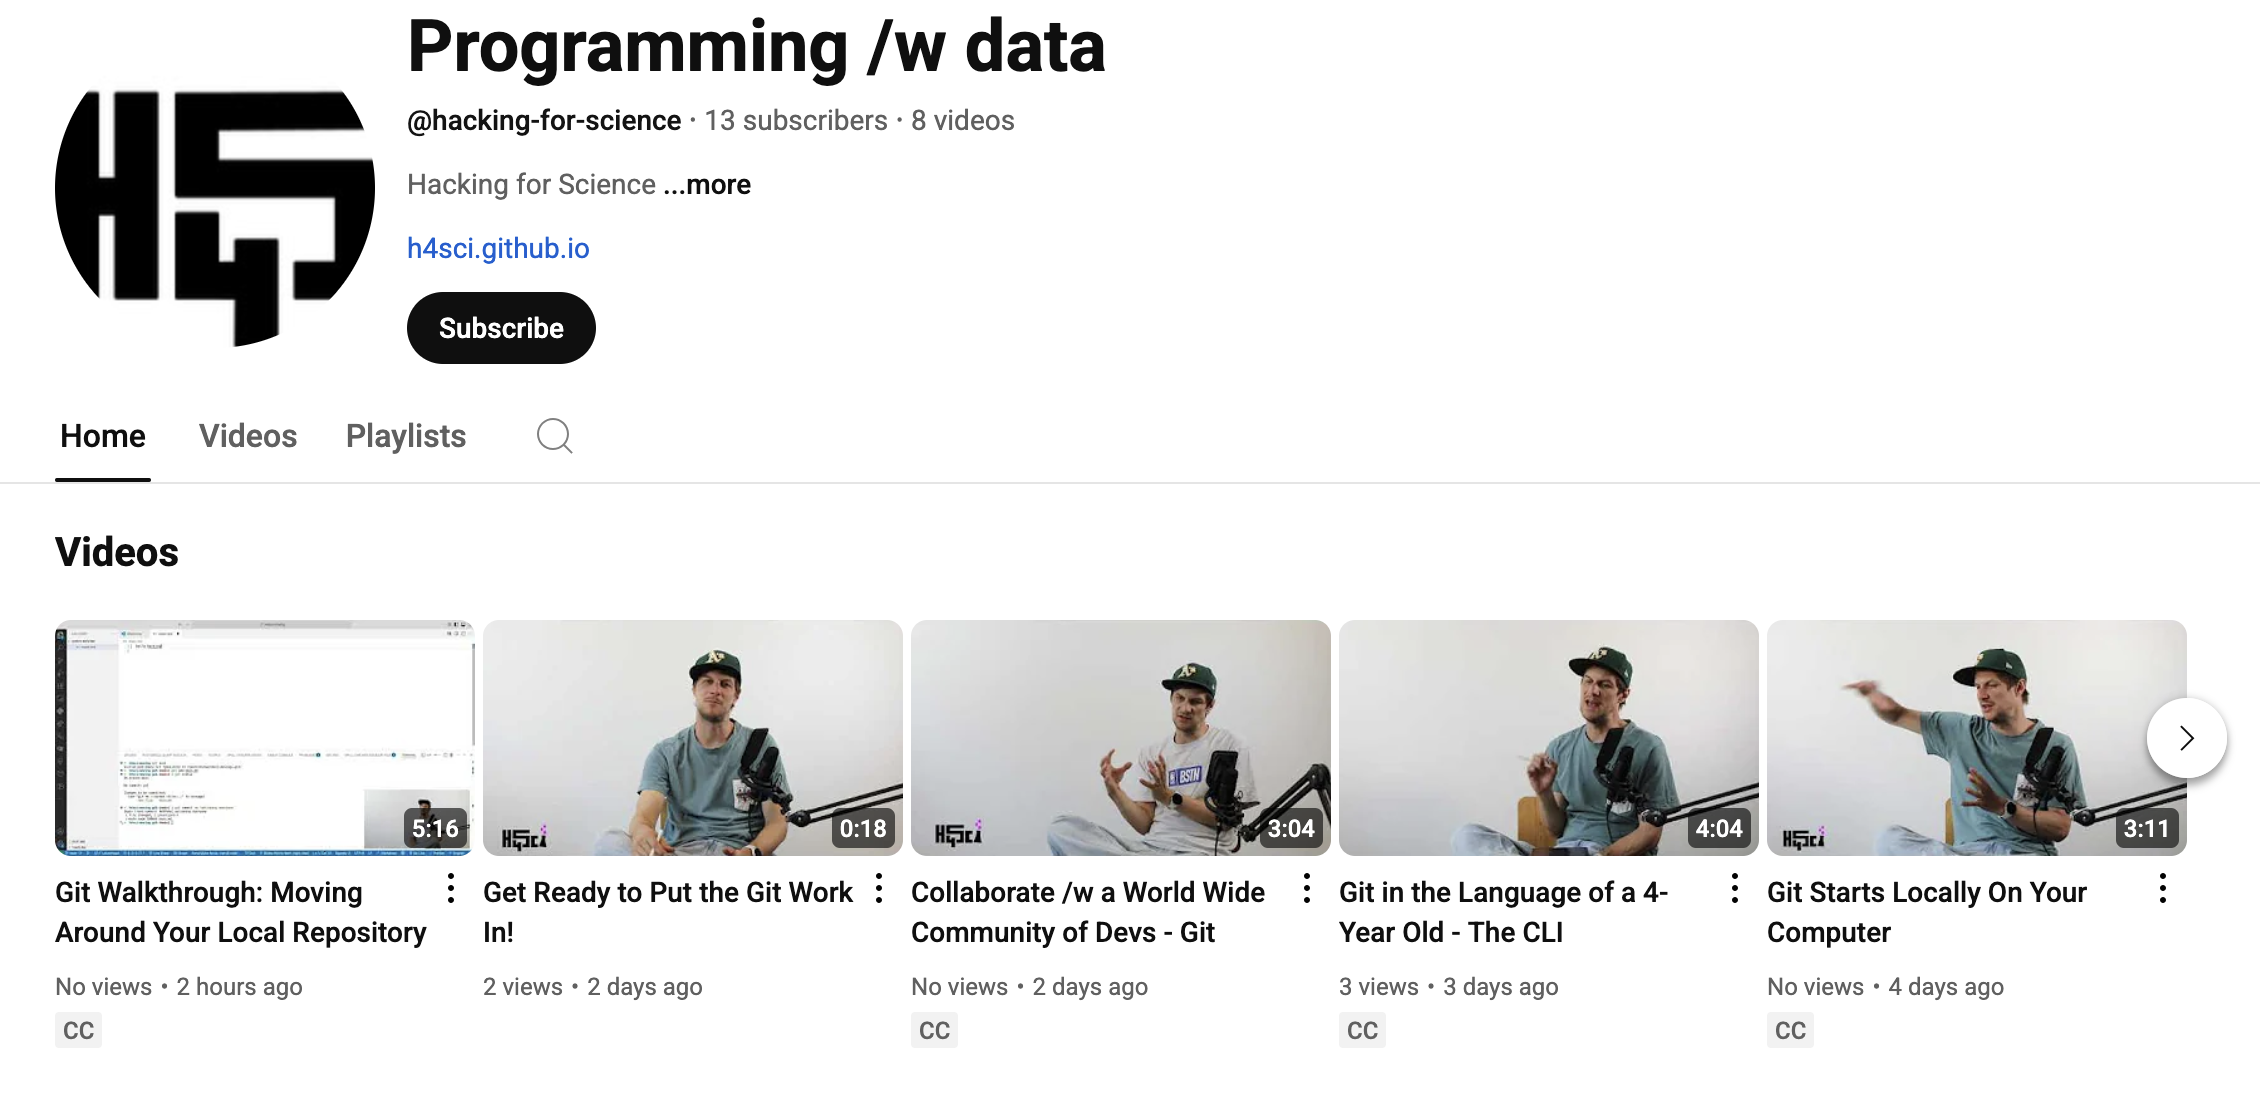 Programming /w data
@hacking-for-science · 13 subscribers · 8 videos
Hacking for Science ...more
h4sci.github.io
Subscribe
Home Videos Playlists
Videos
5:16
0:18
3:04
4:04
3:11
BSTN
H4Sci
H4Sci
H4Sci
Git Walkthrough: Moving
Around Your Local Repository
No views • 2 hours ago
CC
Get Ready to Put the Git Work
In!
2 views • 2 days ago
Collaborate /w a World Wide
Community of Devs - Git
No views • 2 days ago
CC
Git in the Language of a 4-
Year Old - The CLI
3 views • 3 days ago
CC
Git Starts Locally On Your
Computer
No views • 4 days ago
CC